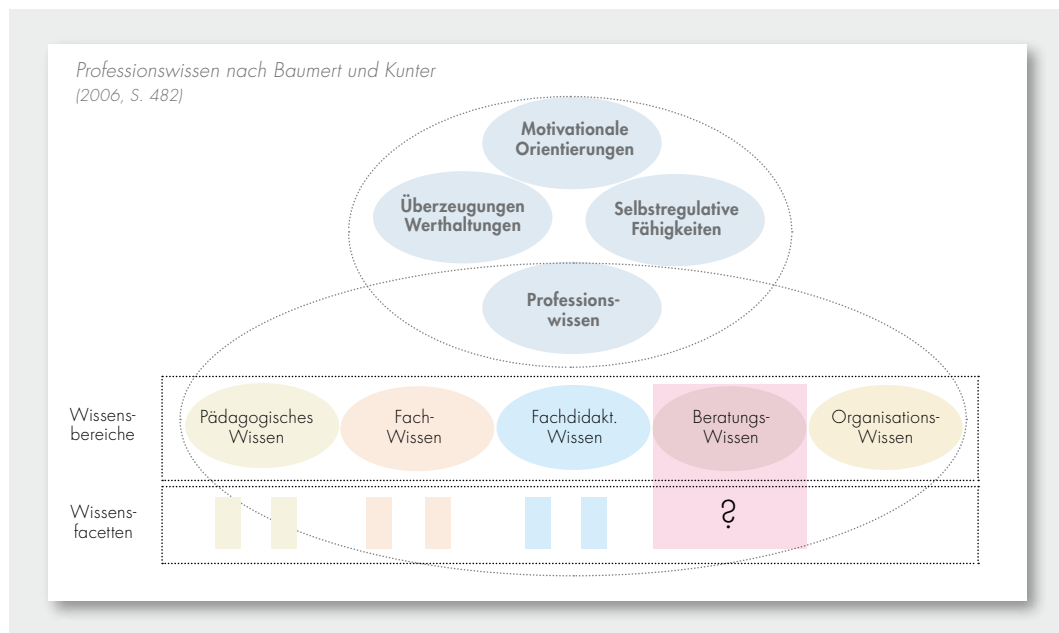 Professionswissen nach Baumert und Kunter
(2006, S. 482)
Motivationale
Orientierungen
Überzeugungen
Werthaltungen
Selbstregulative
Fähigkeiten
Professions-
wissen
Wissens-
bereiche
Pädagogisches
Wissen
Fach-
Wissen
Fachdidakt.
Wissen
Beratungs-
Wissen
Organisations-
Wissen
Wissens-
facetten
?